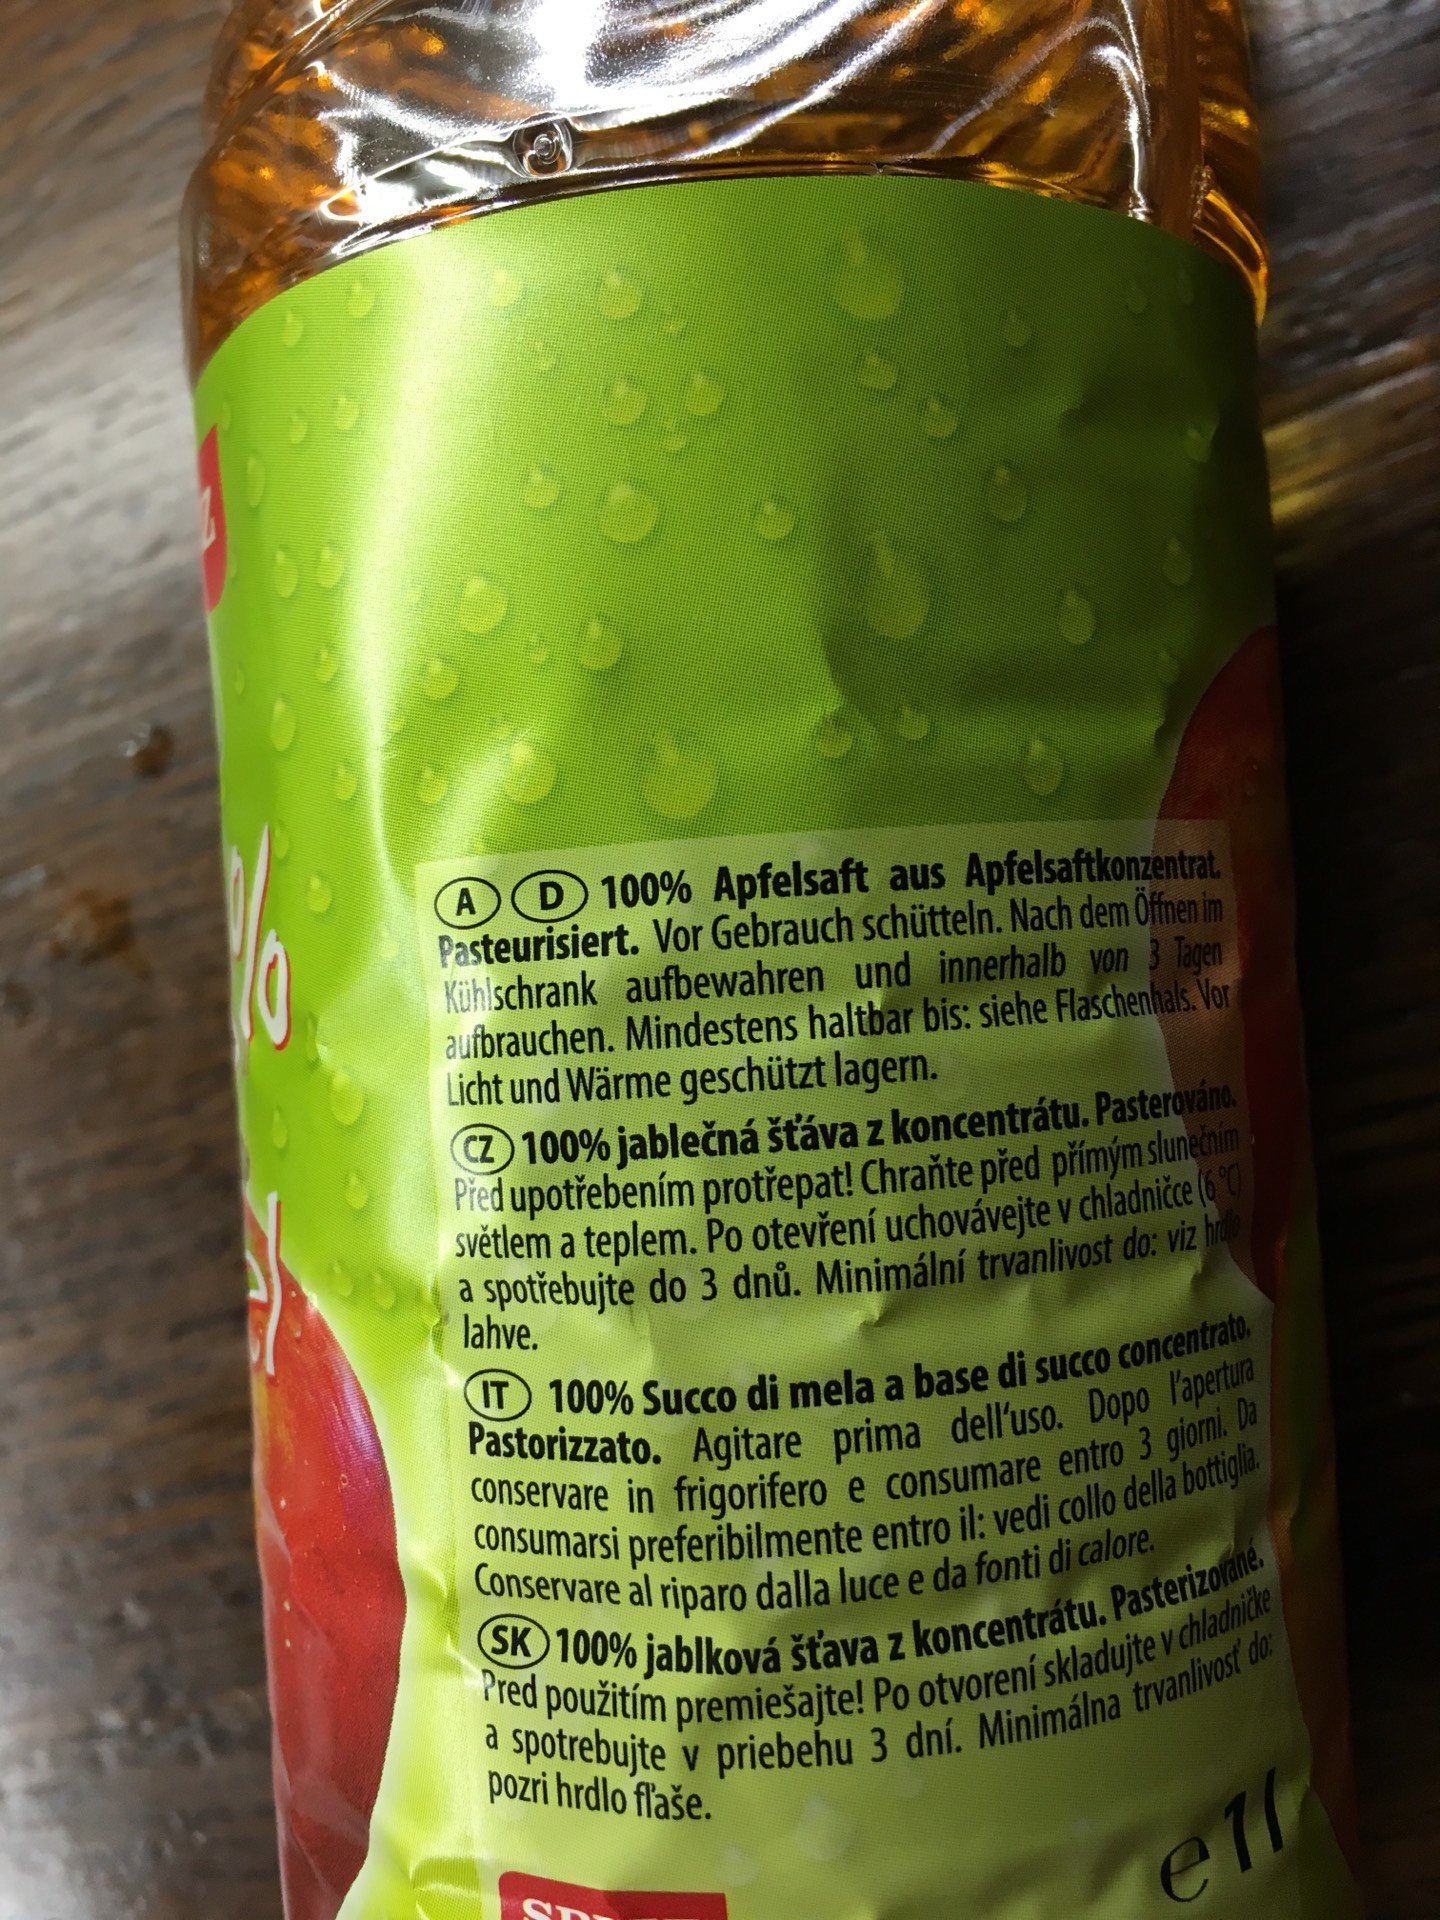 A D 100% Apfelsaft aus Apfelsaftkonzentrat.
Pasteurisiert. Vor Gebrauch schütteln. Nach dem Öffnen im
Kühlschrank aufbewahren und innerhalb von 3 Tagen
aufbrauchen. Mindestens haltbar bis: siehe Flaschenhals. Vor
Licht und Wärme geschützt lagern.
CZ 100% jablečná šťáva z koncentrátu. Pasterováno.
Před upotřebením protřepat! Chraňte před přímým slunečním
světlem a teplem. Po otevření uchovávejte v chladničce (6 °C)
a spotřebujte do 3 dnů. Minimální trvanlivost do: viz hrdlo
lahve.
IT 100% Succo di mela a base di succo concentrato.
Pastorizzato. Agitare prima dell'uso. Dopo l'apertura
conservare in frigorifero e consumare entro 3 giorni. Da
consumarsi preferibilmente entro il: vedi collo della bottiglia.
Conservare al riparo dalla luce e da fonti di calore.
SK 100% jablková šťava z koncentrátu. Pasterizované.
Pred použitím premiešajte! Po otvorení skladujte v chladničke
a spotrebujte v priebehu 3 dní. Minimálna trvanlivosť do:
pozri hrdlo fľaše.
e 1 l